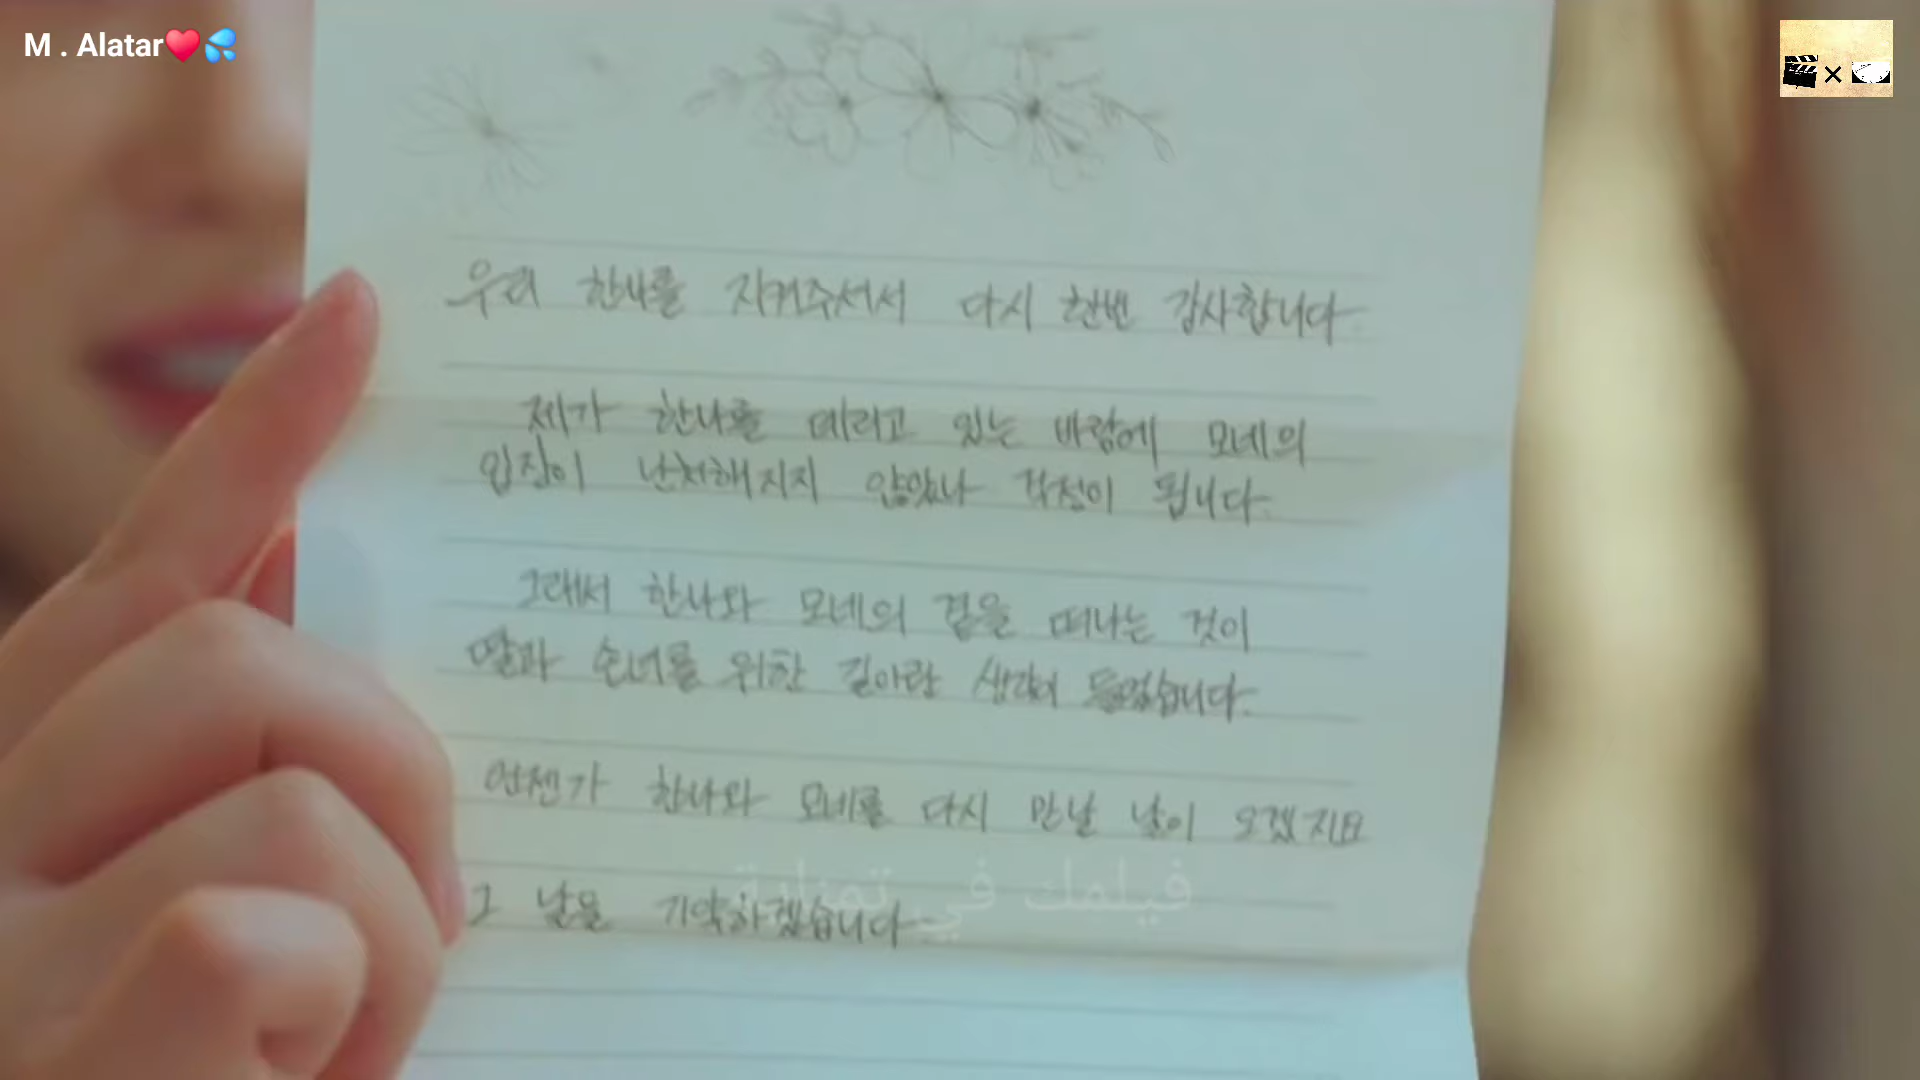 M . Alatar❤️💦
우리 한나를 지켜주셔서 다시 한번 감사합니다.
제가 한나를 데리고 있는 바람에 모네의
입장이 난처해지지 않았나 걱정이 됩니다.
그래서 한나와 모네의 곁을 떠나는 것이
딸과 손녀를 위한 길이란 생각이 들었습니다.
언젠가 한나와 모네를 다시 만날 날이 오겠지요
그 날을 기약하겠습니다
فيلمك في تمناية